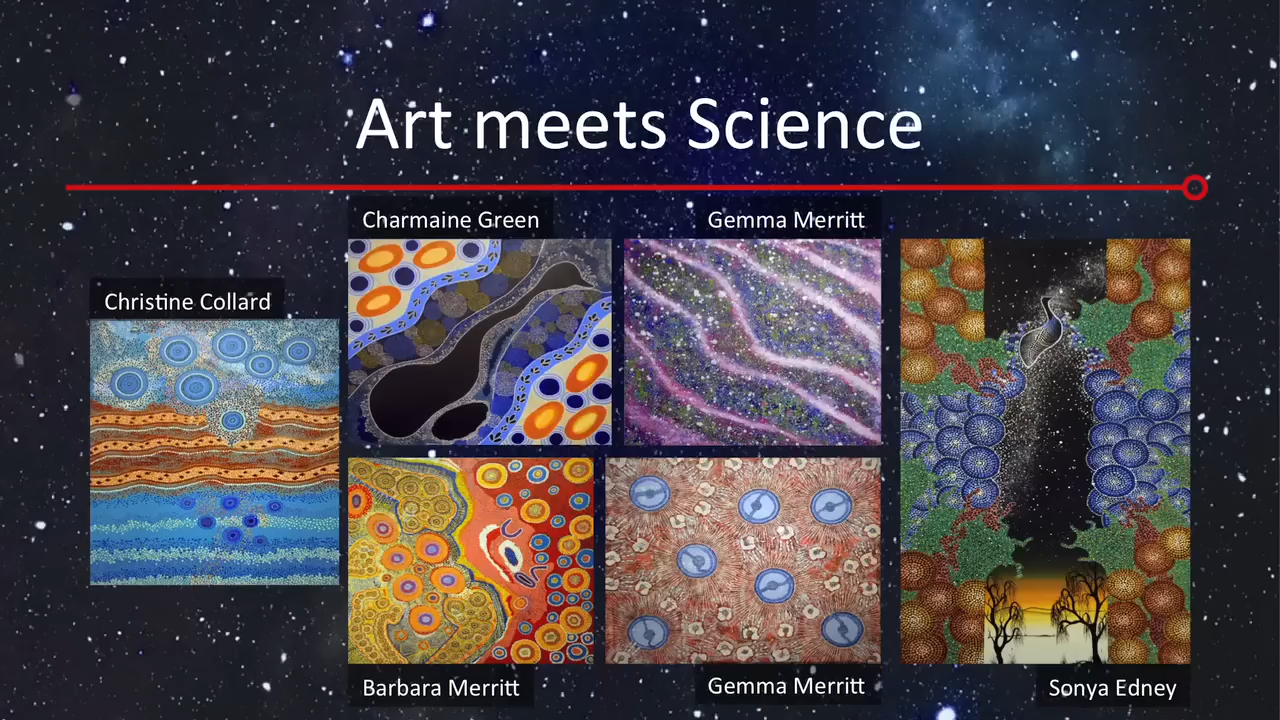 Art meets Science
Charmaine Green
Gemma Merritt
Christine Collard
Barbara Merritt
Gemma Merritt
Sonya Edney